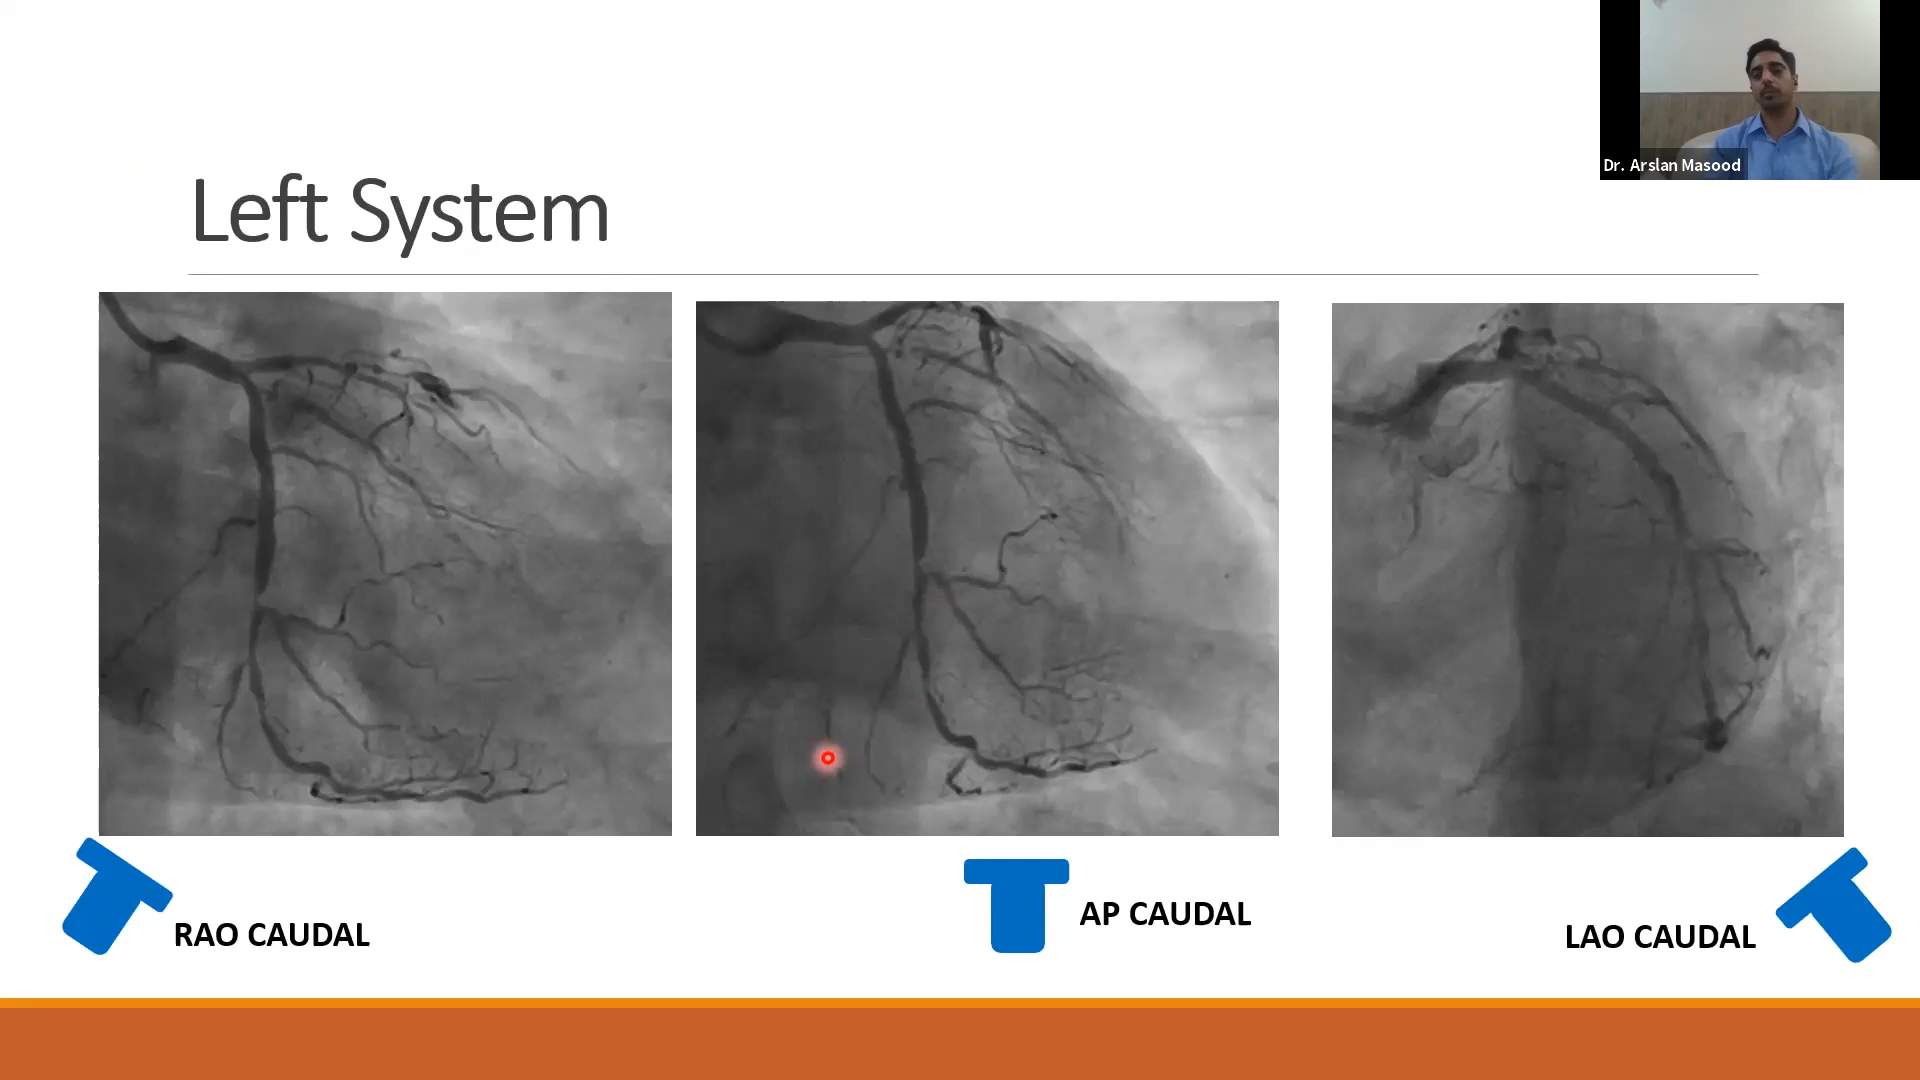 Dr. Arslan Masood
Left System
RAO CAUDAL
AP CAUDAL
LAO CAUDAL